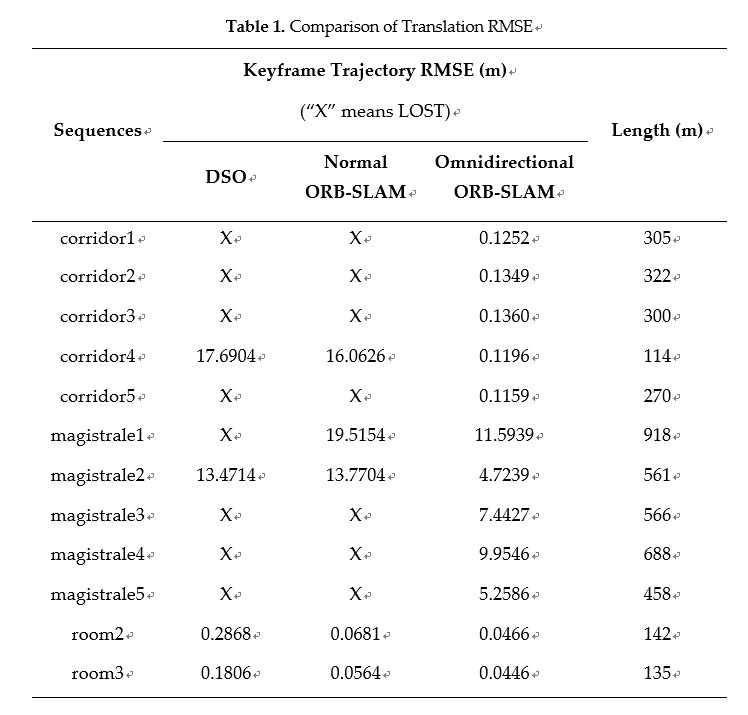 Table 1. Comparison of Translation RMSE
Keyframe Trajectory RMSE (m)
("X" means LOST)
Sequences
Length (m)
DSO
Normal
ORB-SLAM
Omnidirectional
ORB-SLAM
corridor1 X X 0.1252 305
corridor2 X X 0.1349 322
corridor3 X X 0.1360 300
corridor4 17.6904 16.0626 0.1196 114
corridor5 X X 0.1159 270
magistrale1 X 19.5154 11.5939 918
magistrale2 13.4714 13.7704 4.7239 561
magistrale3 X X 7.4427 566
magistrale4 X X 9.9546 688
magistrale5 X X 5.2586 458
room2 0.2868 0.0681 0.0466 142
room3 0.1806 0.0564 0.0446 135